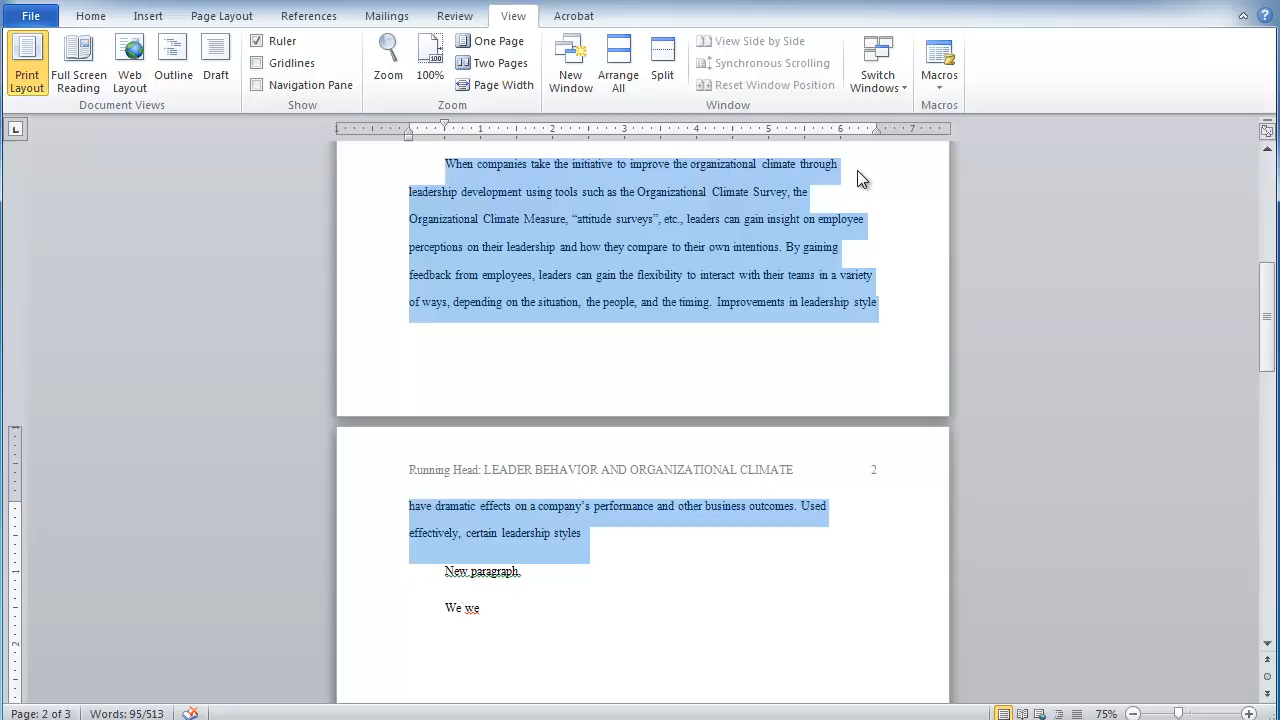 File Home Insert Page Layout References Mailings Review View Acrobat
Print Layout
Full Screen Reading
Web Layout
Outline
Draft
Document Views
Ruler
Gridlines
Navigation Pane
Show
Zoom
100%
One Page
Two Pages
Page Width
Zoom
New Window
Arrange All
Split
View Side by Side
Synchronous Scrolling
Reset Window Position
Window
Switch Windows
Macros
Macros
1 1 2 3 4 5 6 7
When companies take the initiative to improve the organizational climate through
leadership development using tools such as the Organizational Climate Survey, the
Organizational Climate Measure, “attitude surveys”, etc., leaders can gain insight on employee
perceptions on their leadership and how they compare to their own intentions. By gaining
feedback from employees, leaders can gain the flexibility to interact with their teams in a variety
of ways, depending on the situation, the people, and the timing. Improvements in leadership style
Running Head: LEADER BEHAVIOR AND ORGANIZATIONAL CLIMATE 2
have dramatic effects on a company’s performance and other business outcomes. Used
effectively, certain leadership styles
New paragraph,
We we
Page: 2 of 3 Words: 95/513 75%